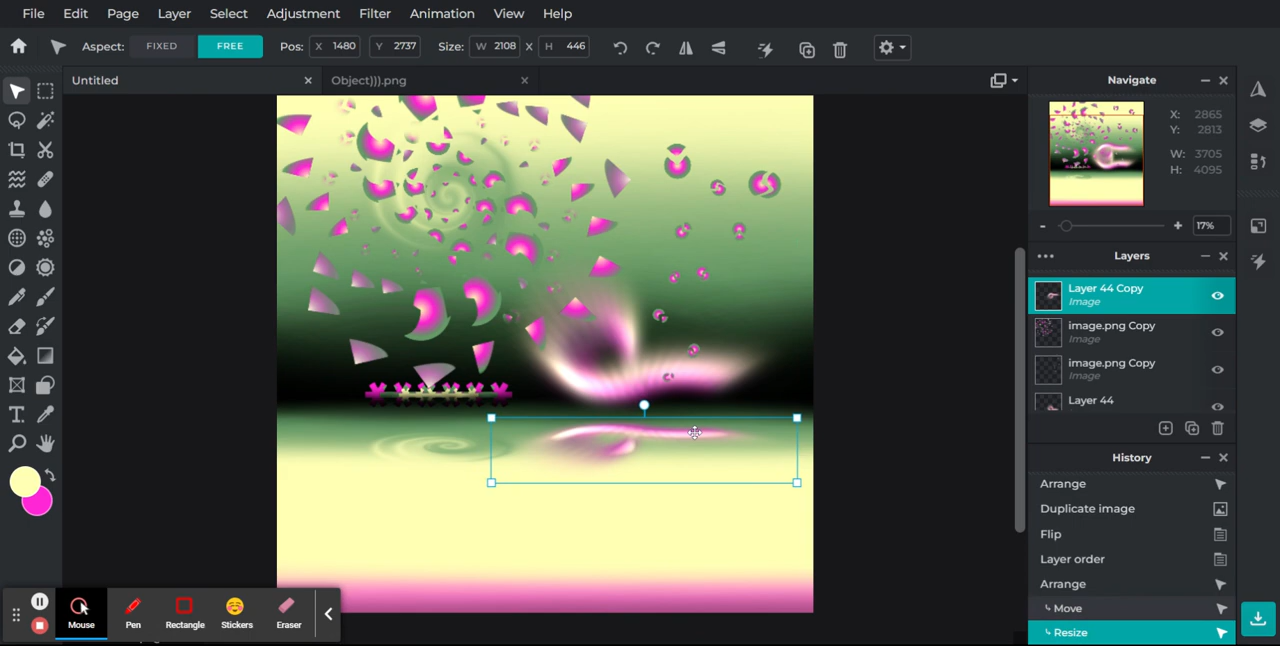 File Edit Page Layer Select Adjustment Filter Animation View Help
Aspect: FIXED FREE Pos: X 1480 Y 2737 Size: W 2108 X H 446
Untitled × Object))).png ×
Navigate
X: 2865
Y: 2813
W: 3705
H: 4095
- + 17%
Layers
Layer 44 Copy
Image
image.png Copy
Image
image.png Copy
Image
Layer 44
History
Arrange
Duplicate image
Flip
Layer order
Arrange
↳ Move
↳ Resize
Mouse Pen Rectangle Stickers Eraser